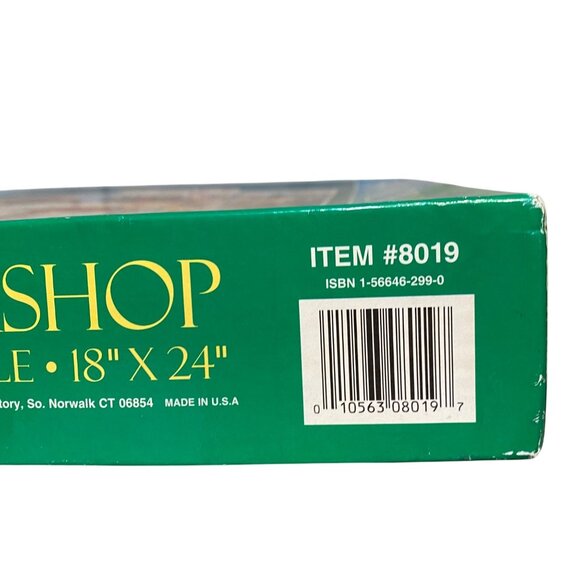 SHOP
LE • 18" X 24"
tory, So. Norwalk CT 06854 MADE IN U.S.A
ITEM #8019
ISBN 1-56646-299-0
0 10563 08019 7